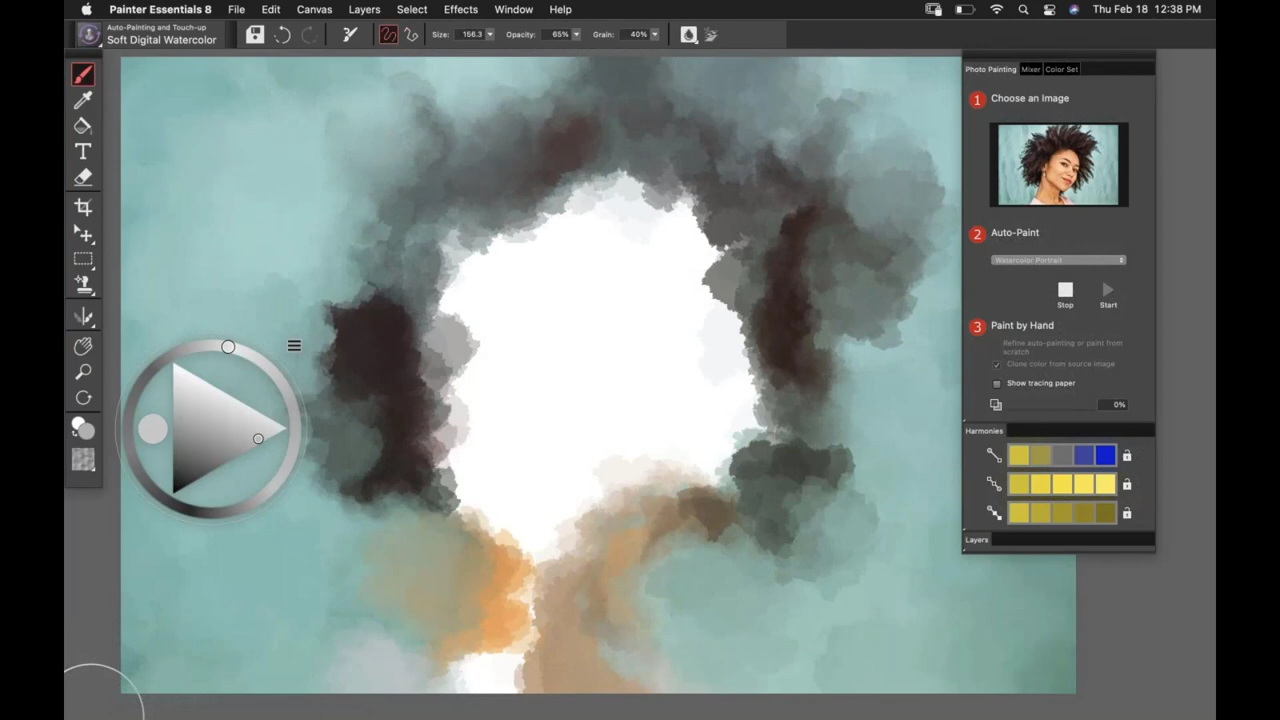 Painter Essentials 8 File Edit Canvas Layers Select Effects Window Help Thu Feb 18 12:38 PM
Auto-Painting and Touch-up
Soft Digital Watercolor
Size: 156.3 Opacity: 65% Grain: 40%
Photo Painting Mixer Color Set
1 Choose an Image
2 Auto-Paint
Watercolor Portrait
Stop Start
3 Paint by Hand
Refine auto-painting or paint from
scratch
Clone color from source image
Show tracing paper
0%
Harmonies
Layers